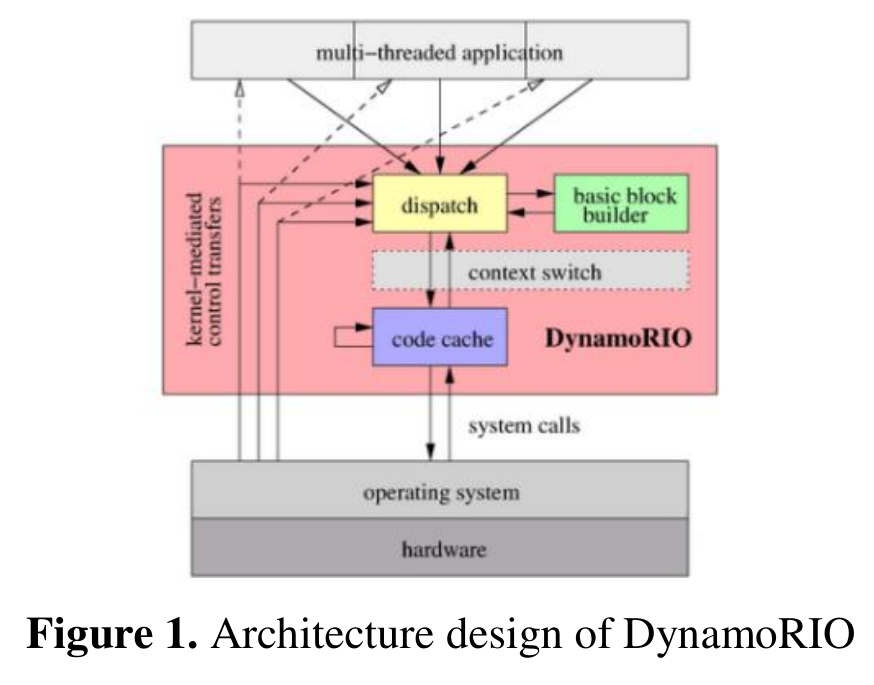 multi−threaded application
kernel−mediated
control transfers
dispatch
basic block
builder
context switch
code cache
DynamoRIO
system calls
operating system
hardware
Figure 1. Architecture design of DynamoRIO